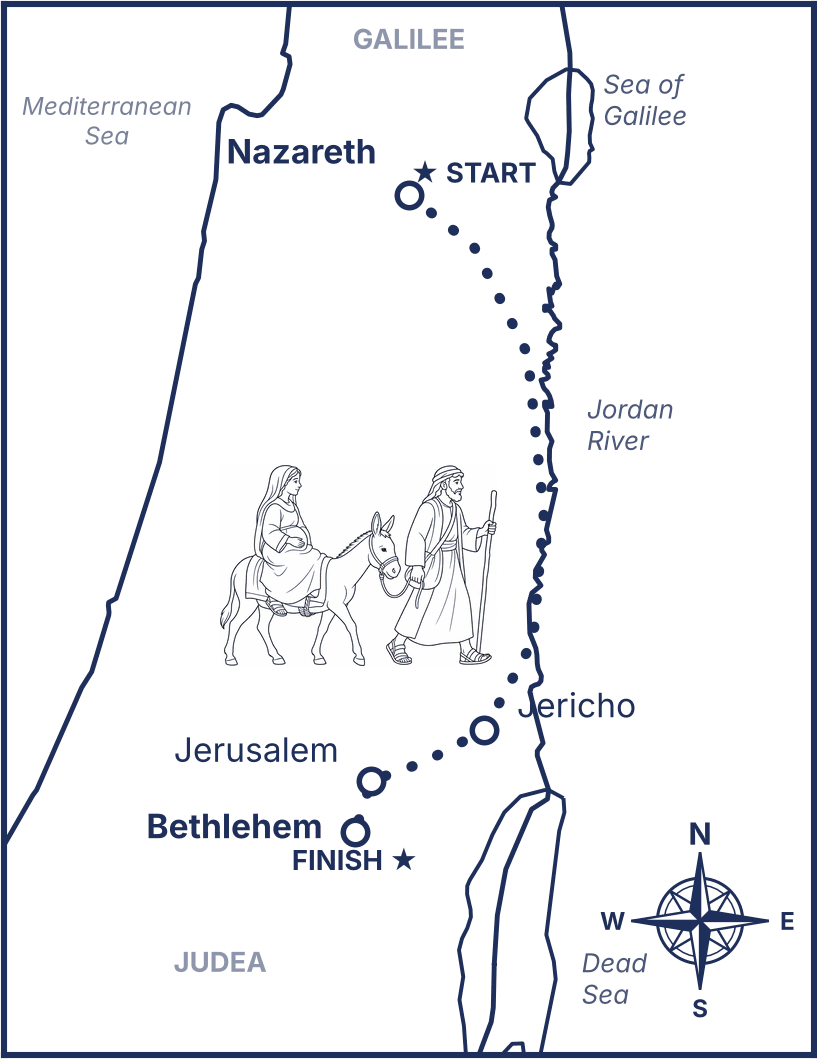 GALILEE
Sea of
Galilee
Mediterranean
Sea
Nazareth
★ START
Jordan
River
Jericho
Jerusalem
Bethlehem
FINISH ★
N
W
E
S
JUDEA
Dead
Sea